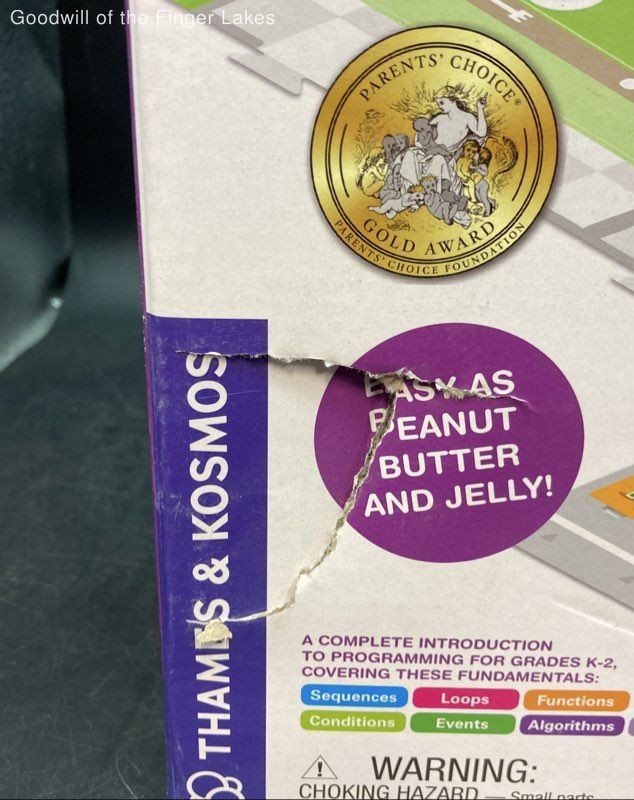 Goodwill of the Finger Lakes
PARENTS' CHOICE®
GOLD AWARD
PARENTS' CHOICE FOUNDATION
EASY AS
PEANUT
BUTTER
AND JELLY!
THAMES & KOSMOS
A COMPLETE INTRODUCTION
TO PROGRAMMING FOR GRADES K-2,
COVERING THESE FUNDAMENTALS:
Sequences Loops Functions
Conditions Events Algorithms
WARNING:
CHOKING HAZARD — Small parts